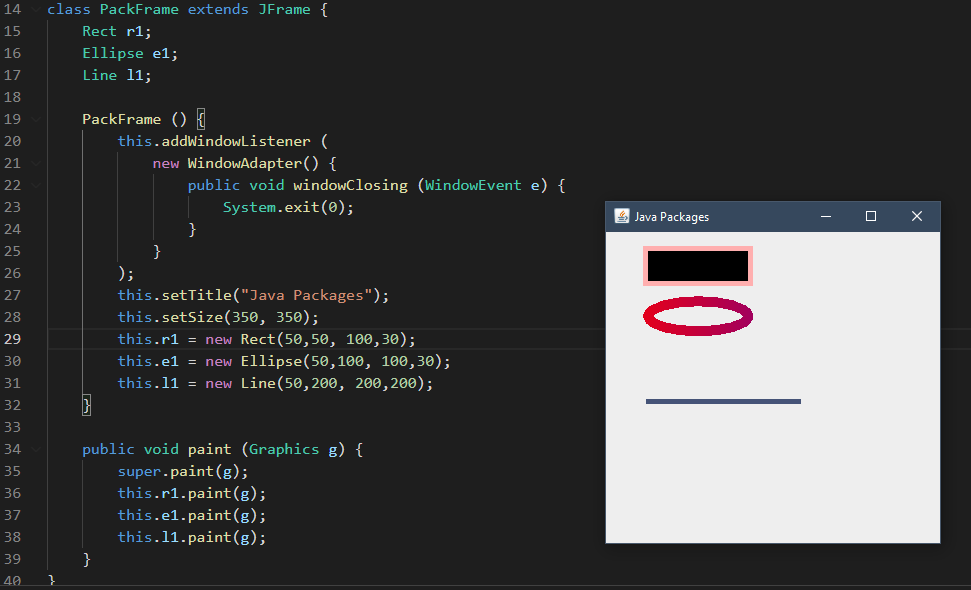 14 class PackFrame extends JFrame {
15 Rect r1;
16 Ellipse e1;
17 Line l1;
18
19 PackFrame () {
20 this.addWindowListener (
21 new WindowAdapter() {
22 public void windowClosing (WindowEvent e) {
23 System.exit(0);
24 }
25 }
26 );
27 this.setTitle("Java Packages");
28 this.setSize(350, 350);
29 this.r1 = new Rect(50,50, 100,30);
30 this.e1 = new Ellipse(50,100, 100,30);
31 this.l1 = new Line(50,200, 200,200);
32 }
33
34 public void paint (Graphics g) {
35 super.paint(g);
36 this.r1.paint(g);
37 this.e1.paint(g);
38 this.l1.paint(g);
39 }
40 }
Java Packages